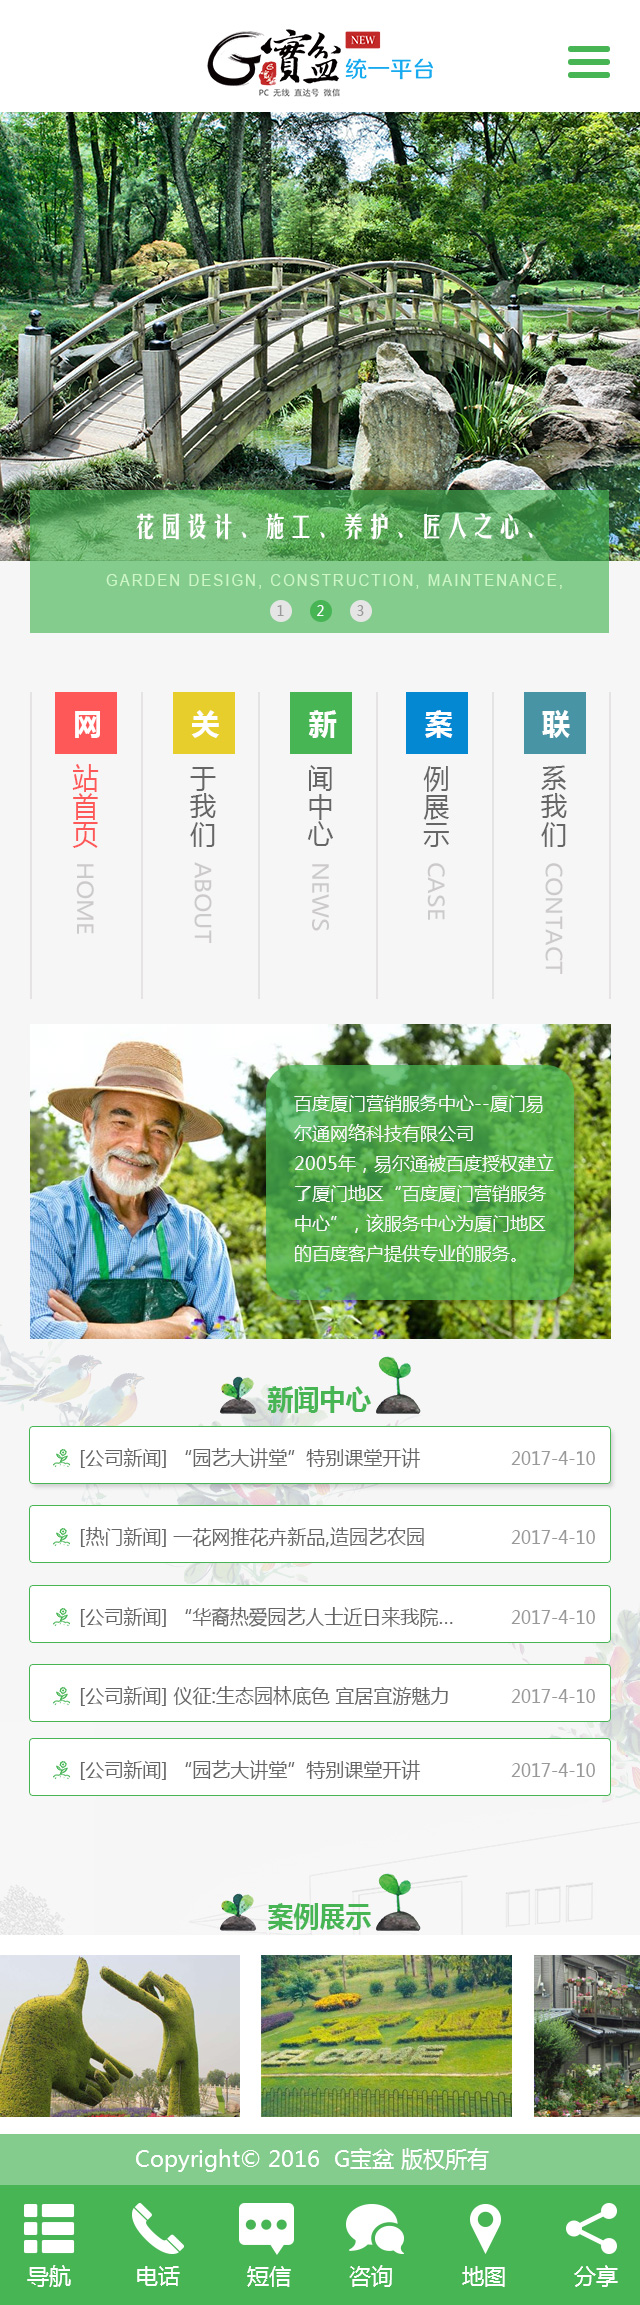 G寶盆
NEW
统一平台
PC 无线 直达号 微信
花园设计、施工、养护、匠人之心、
GARDEN DESIGN, CONSTRUCTION, MAINTENANCE,
1 2 3
网站首页
HOME
关于我们
ABOUT
新闻中心
NEWS
案例展示
CASE
联系我们
CONTACT
百度厦门营销服务中心--厦门易
尔通网络科技有限公司
2005年，易尔通被百度授权建立
了厦门地区“百度厦门营销服务
中心”，该服务中心为厦门地区
的百度客户提供专业的服务。
新闻中心
[公司新闻] “园艺大讲堂”特别课堂开讲 2017-4-10
[热门新闻] 一花网推花卉新品,造园艺农园 2017-4-10
[公司新闻] “华裔热爱园艺人士近日来我院... 2017-4-10
[公司新闻] 仪征:生态园林底色 宜居宜游魅力 2017-4-10
[公司新闻] “园艺大讲堂”特别课堂开讲 2017-4-10
案例展示
Copyright© 2016 G宝盆 版权所有
导航 电话 短信 咨询 地图 分享